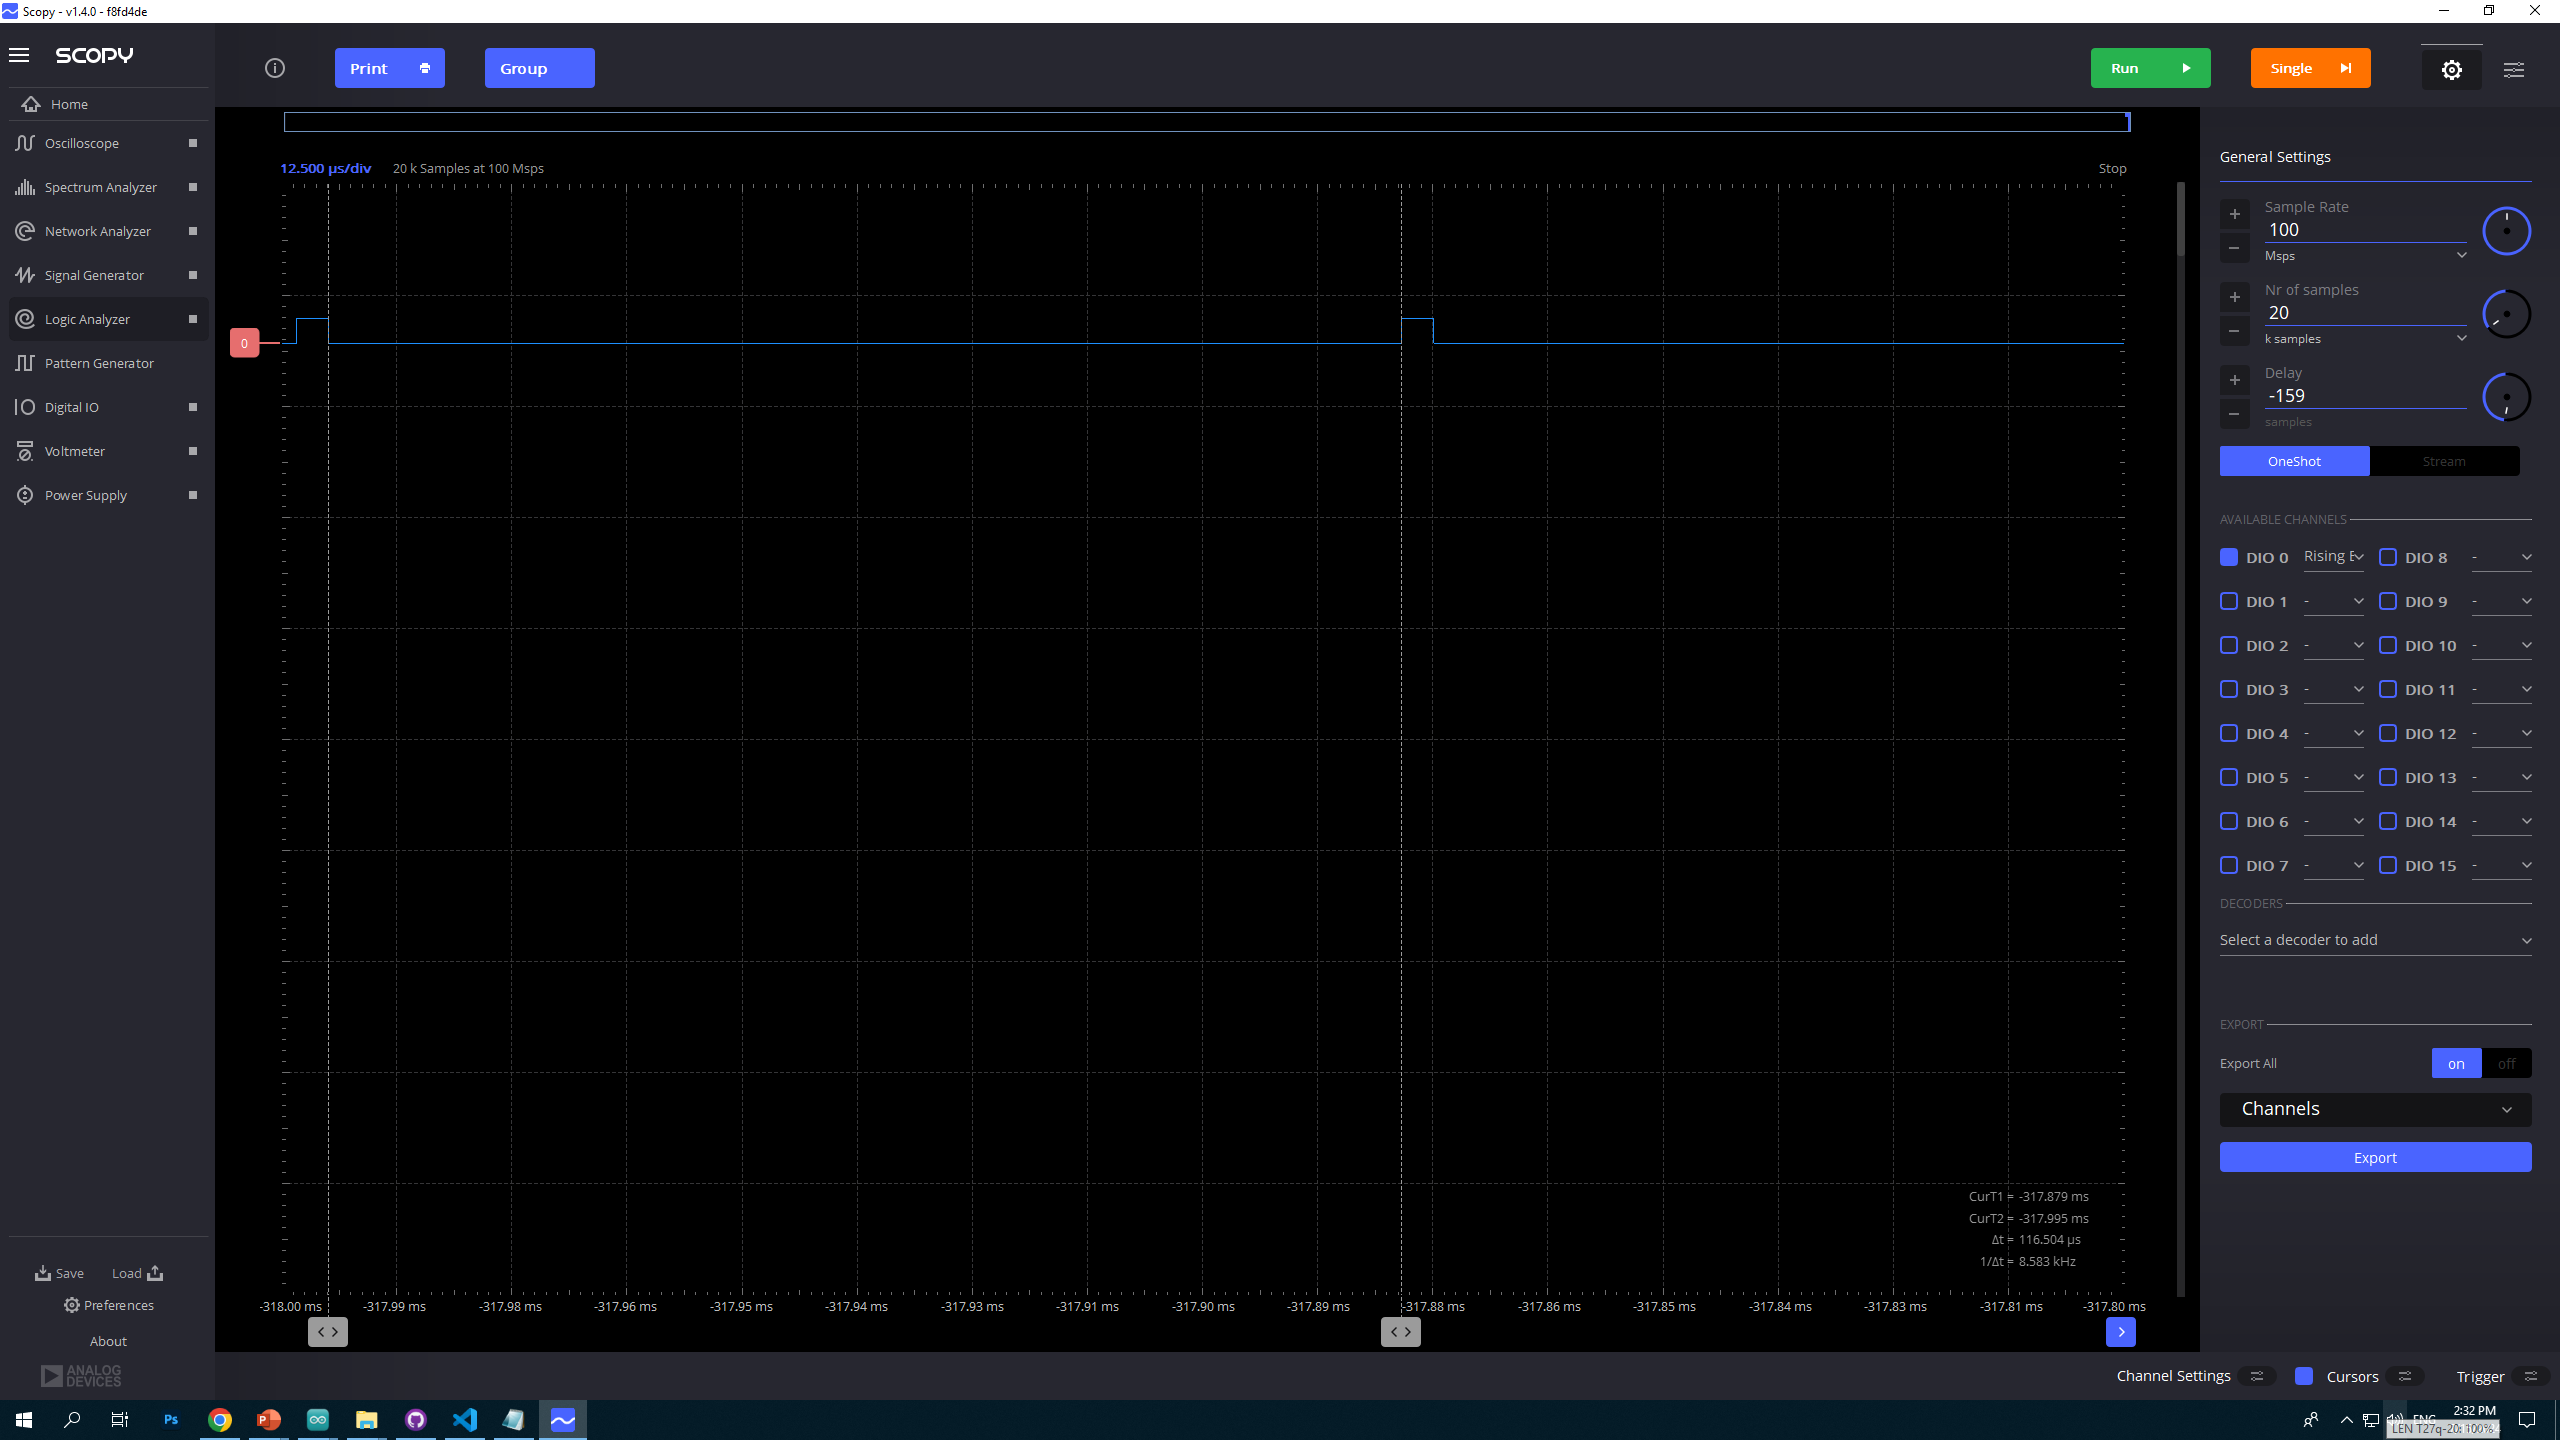 Scopy - v1.4.0 - f8fd4de
SCOPY
Print
Group
Run
Single
Home
Oscilloscope
Spectrum Analyzer
Network Analyzer
Signal Generator
Logic Analyzer
Pattern Generator
Digital IO
Voltmeter
Power Supply
Save
Load
Preferences
About
ANALOG
DEVICES
12.500 µs/div 20 k Samples at 100 Msps Stop
0
CurT1 = -317.879 ms
CurT2 = -317.995 ms
Δt = 116.504 µs
1/Δt = 8.583 kHz
-318.00 ms -317.99 ms -317.98 ms -317.96 ms -317.95 ms -317.94 ms -317.93 ms -317.91 ms -317.90 ms -317.89 ms -317.88 ms -317.86 ms -317.85 ms -317.84 ms -317.83 ms -317.81 ms -317.80 ms
General Settings
Sample Rate
100
Msps
Nr of samples
20
k samples
Delay
-159
samples
OneShot Stream
AVAILABLE CHANNELS
DIO 0 Rising E DIO 8 -
DIO 1 - DIO 9 -
DIO 2 - DIO 10 -
DIO 3 - DIO 11 -
DIO 4 - DIO 12 -
DIO 5 - DIO 13 -
DIO 6 - DIO 14 -
DIO 7 - DIO 15 -
DECODERS
Select a decoder to add
EXPORT
Export All on off
Channels
Export
Channel Settings Cursors Trigger
Ps
P
2:32 PM
ENG
LEN T27q-20: 100%